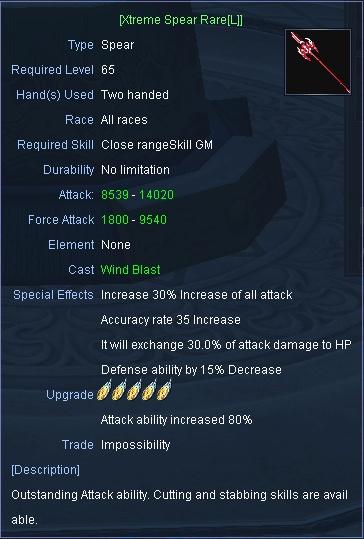 [Xtreme Spear Rare[L]]
Type Spear
Required Level 65
Hand(s) Used Two handed
Race All races
Required Skill Close rangeSkill GM
Durability No limitation
Attack: 8539 - 14020
Force Attack 1800 - 9540
Element None
Cast Wind Blast
Special Effects Increase 30% Increase of all attack
Accuracy rate 35 Increase
It will exchange 30.0% of attack damage to HP
Defense ability by 15% Decrease
Upgrade
Attack ability increased 80%
Trade Impossibility
[Description]
Outstanding Attack ability. Cutting and stabbing skills are avail
able.